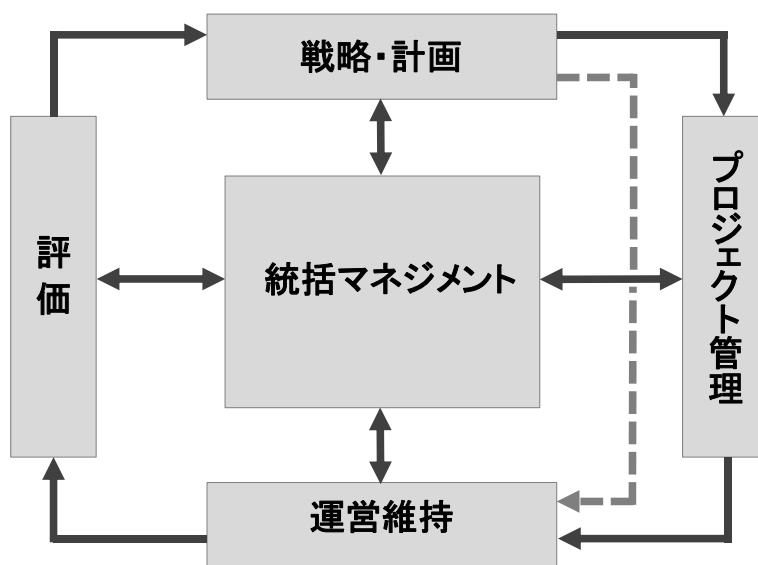 戦略・計画
評価
統括マネジメント
プロジェクト管理
運営維持